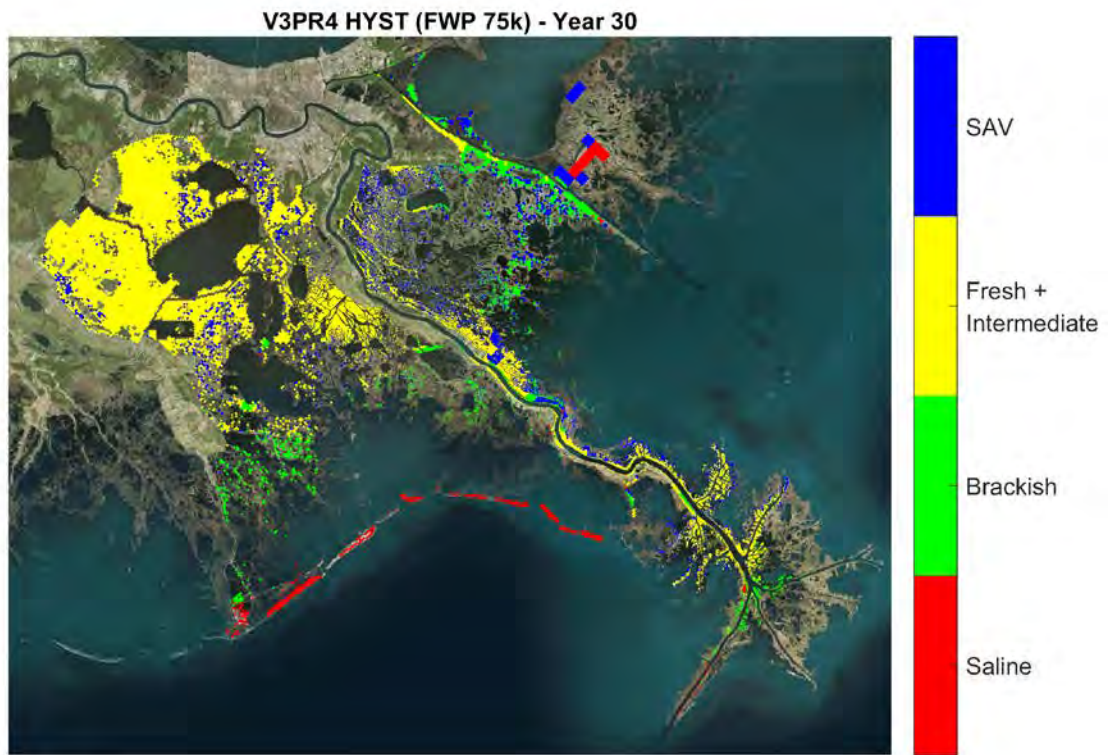 V3PR4 HYST (FWP 75k) - Year 30
SAV
Fresh +
Intermediate
Brackish
Saline